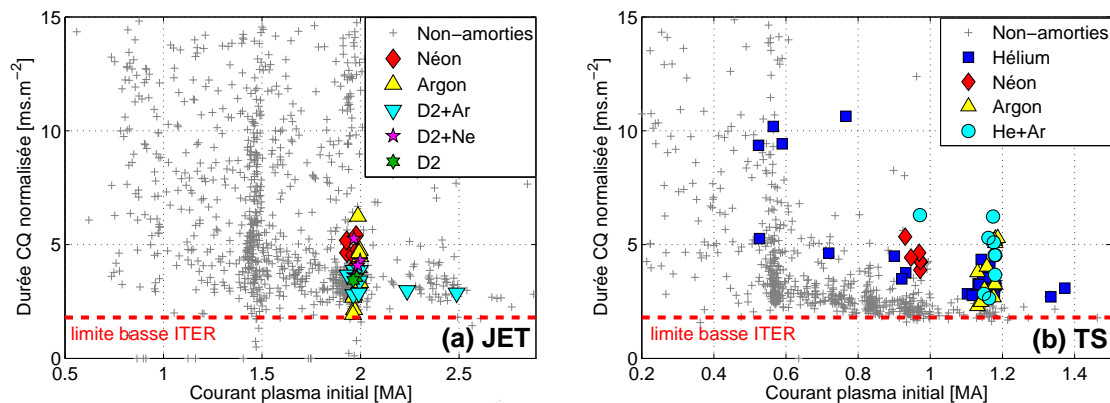 15
10
5
0
Durée CQ normalisée [ms.m⁻²]
Non−amorties
Néon
Argon
D2+Ar
D2+Ne
D2
limite basse ITER
(a) JET
0.5
1
1.5
2
2.5
Courant plasma initial [MA]
15
10
5
0
Durée CQ normalisée [ms.m⁻²]
Non−amorties
Hélium
Néon
Argon
He+Ar
limite basse ITER
(b) TS
0.2
0.4
0.6
0.8
1
1.2
1.4
Courant plasma initial [MA]